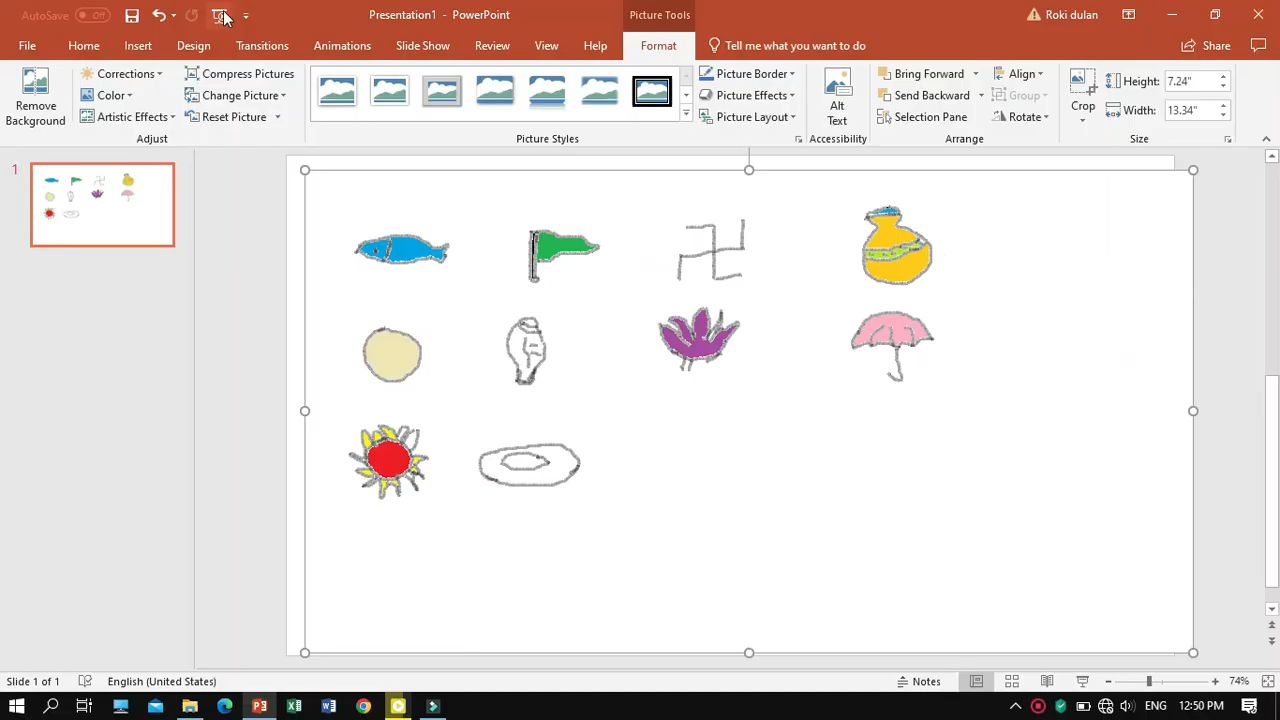 AutoSave Off Presentation1 - PowerPoint Picture Tools Roki dulan
File Home Insert Design Transitions Animations Slide Show Review View Help Format Tell me what you want to do Share
Remove Background
Corrections
Color
Artistic Effects
Compress Pictures
Change Picture
Reset Picture
Adjust
Picture Styles
Picture Border
Picture Effects
Picture Layout
Alt Text
Accessibility
Bring Forward
Send Backward
Selection Pane
Align
Group
Rotate
Arrange
Crop
Height: 7.24"
Width: 13.34"
Size
1
Slide 1 of 1 English (United States) Notes 74%
ENG 12:50 PM